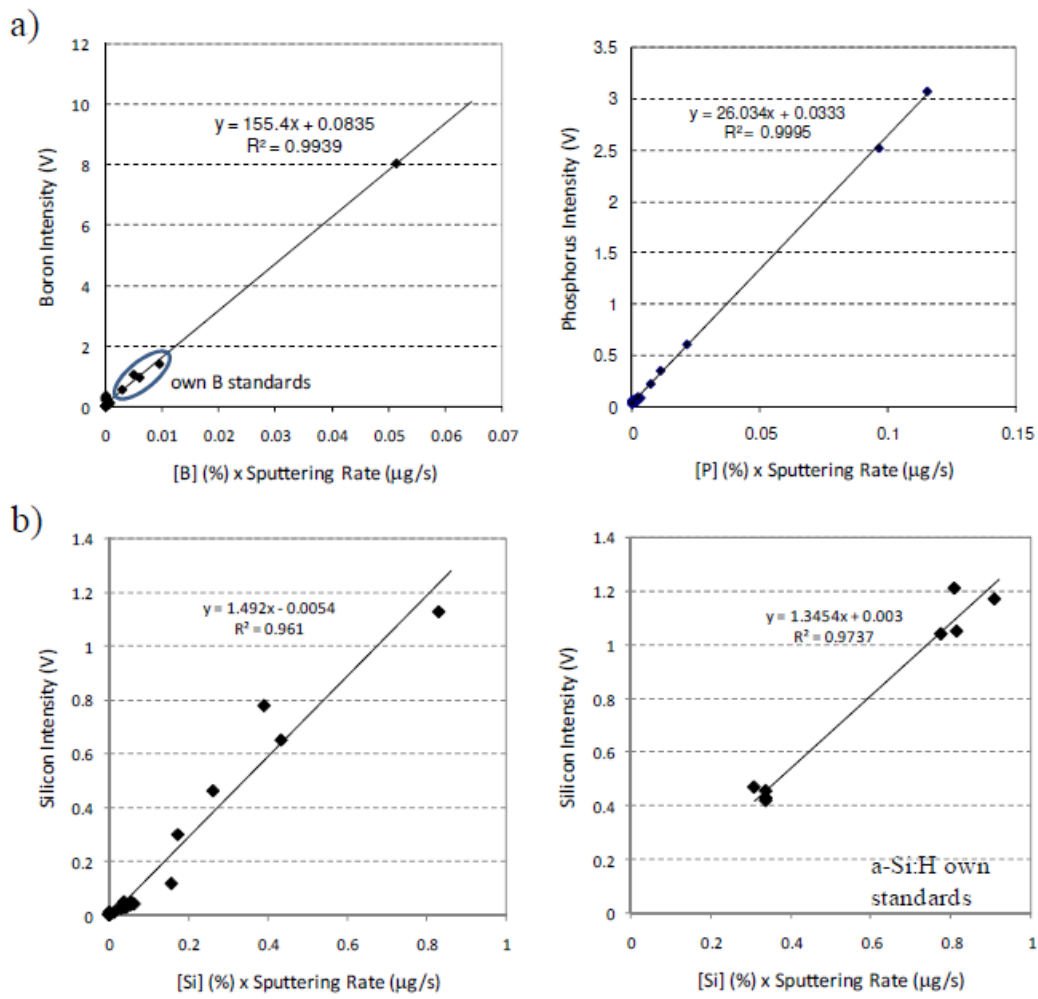 a)
12
10
8
6
4
2
0
Boron Intensity (V)
y = 155.4x + 0.0835
R² = 0.9939
own B standards
0 0.01 0.02 0.03 0.04 0.05 0.06 0.07
[B] (%) x Sputtering Rate (µg/s)
3.5
3
2.5
2
1.5
1
0.5
0
Phosphorus Intensity (V)
y = 26.034x + 0.0333
R² = 0.9995
0 0.05 0.1 0.15
[P] (%) x Sputtering Rate (µg/s)
b)
1.4
1.2
1
0.8
0.6
0.4
0.2
0
Silicon Intensity (V)
y = 1.492x - 0.0054
R² = 0.961
0 0.2 0.4 0.6 0.8 1
[Si] (%) x Sputtering Rate (µg/s)
1.4
1.2
1
0.8
0.6
0.4
0.2
0
Silicon Intensity (V)
y = 1.3454x + 0.003
R² = 0.9737
a-Si:H own
standards
0 0.2 0.4 0.6 0.8 1
[Si] (%) x Sputtering Rate (µg/s)